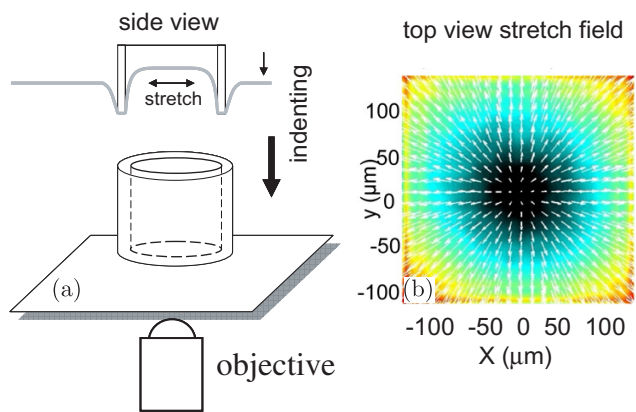 side view
stretch
indenting
(a)
objective
top view stretch field
100
50
0
-50
-100
y (μm)
(b)
-100 -50 0 50 100
X (μm)